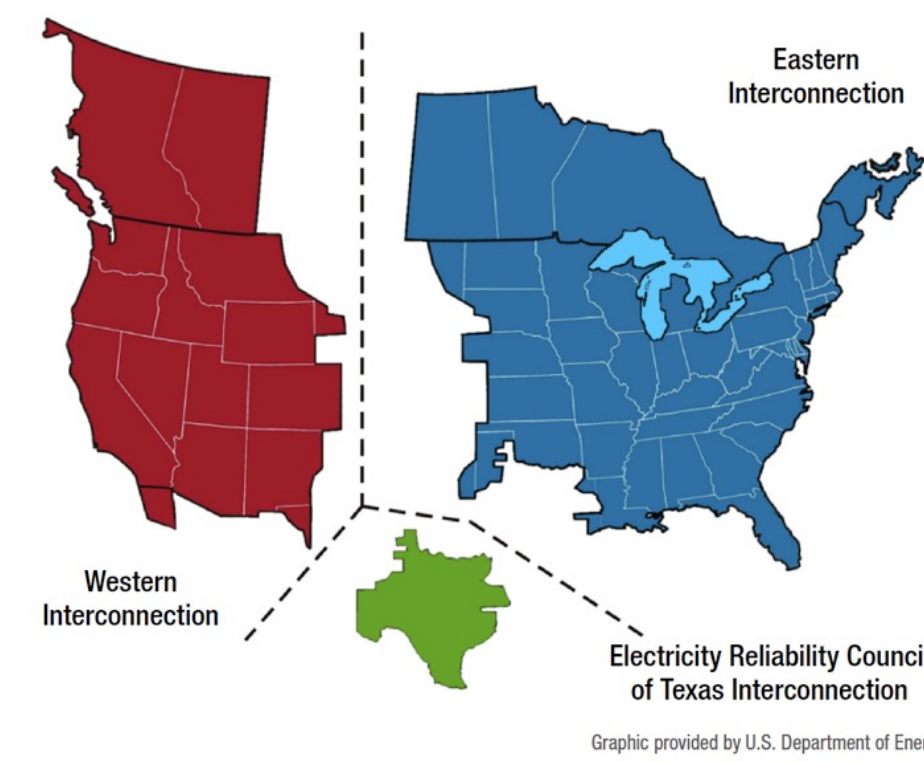 Eastern
Interconnection
Western
Interconnection
Electricity Reliability Counci
of Texas Interconnection
Graphic provided by U.S. Department of Ener